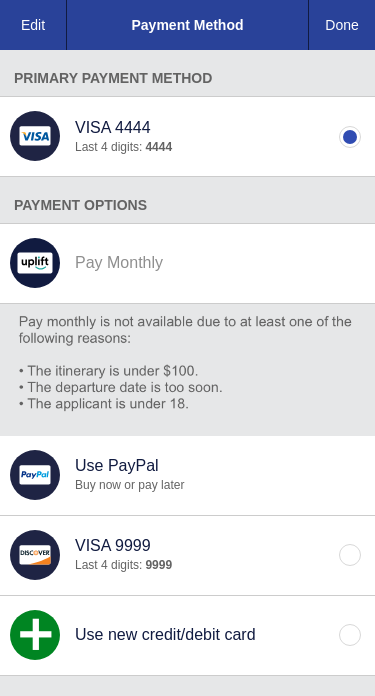 Edit
Payment Method
Done
PRIMARY PAYMENT METHOD
VISA
VISA 4444
Last 4 digits: 4444
PAYMENT OPTIONS
uplift
Pay Monthly
Pay monthly is not available due to at least one of the
following reasons:
• The itinerary is under $100.
• The departure date is too soon.
• The applicant is under 18.
PayPal
Use PayPal
Buy now or pay later
DISCOVER
VISA 9999
Last 4 digits: 9999
Use new credit/debit card